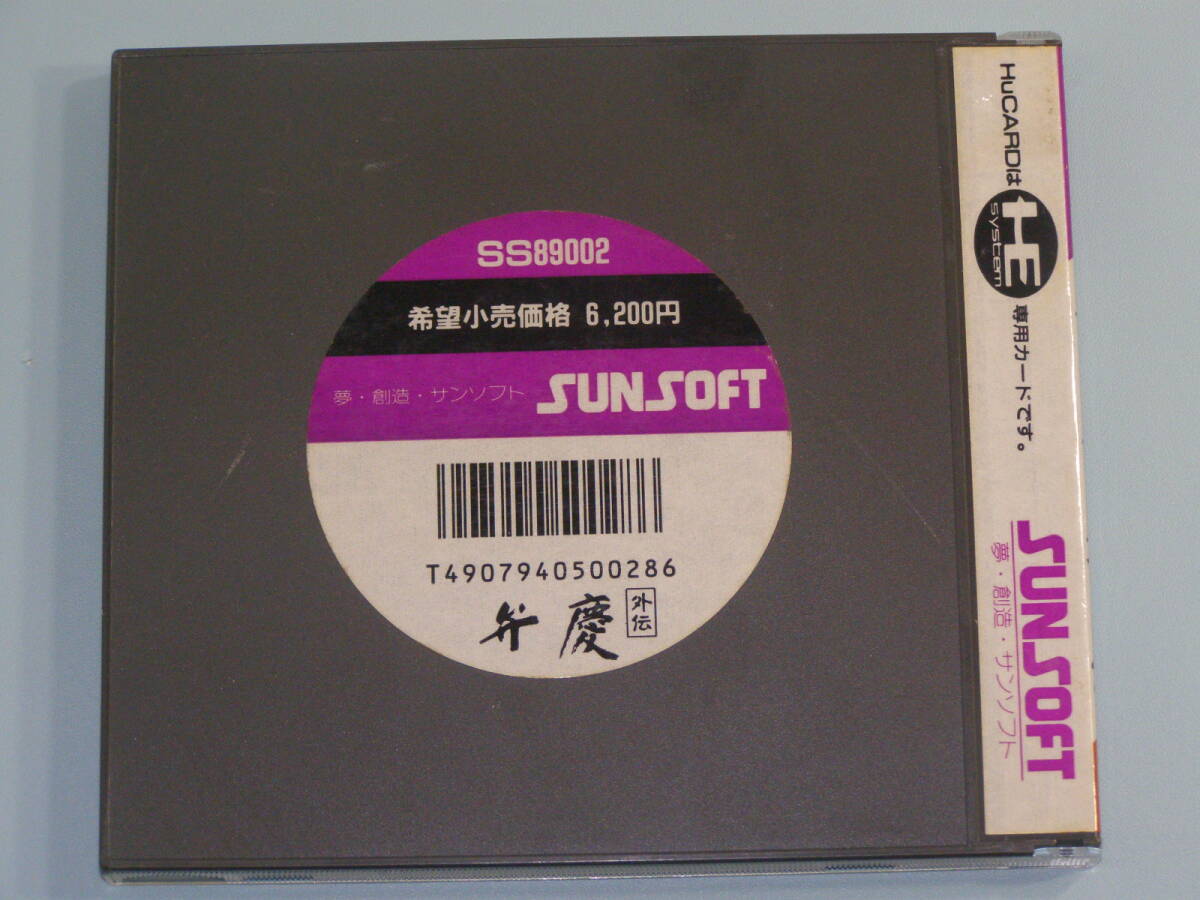 SS89002
希望小売価格 6,200円
夢・創造・サンソフト SUNSOFT
T4907940500286
弁慶 外伝
HuCARDは HE system 専用カードです。
SUNSOFT
夢・創造・サンソフト